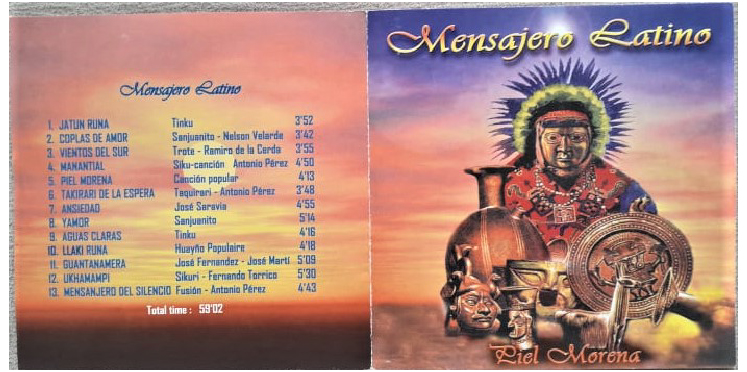 Mensajero Latino
1. JATUN RUNA Tinku 3'52
2. COPLAS DE AMOR Sanjuanito - Nelson Velarde 3'42
3. VIENTOS DEL SUR Trote - Ramiro de la Cerda 3'55
4. MANANTIAL Siku-canción Antonio Pérez 4'50
5. PIEL MORENA Canción popular 4'13
6. TAKIRARI DE LA ESPERA Taquirari - Antonio Pérez 3'48
7. ANSIEDAD José Saravia 4'55
8. YAMOR Sanjuanito 5'14
9. AGUAS CLARAS Tinku 4'16
10. LLAKI RUNA Huayño Populaire 4'18
11. GUANTANAMERA José Fernandez - José Martí 5'09
12. UKHAMAMPI Sikuri - Fernando Torrico 5'30
13. MENSANJERO DEL SILENCIO Fusión - Antonio Pérez 4'43
Total time : 59'02
Mensajero Latino
Piel Morena